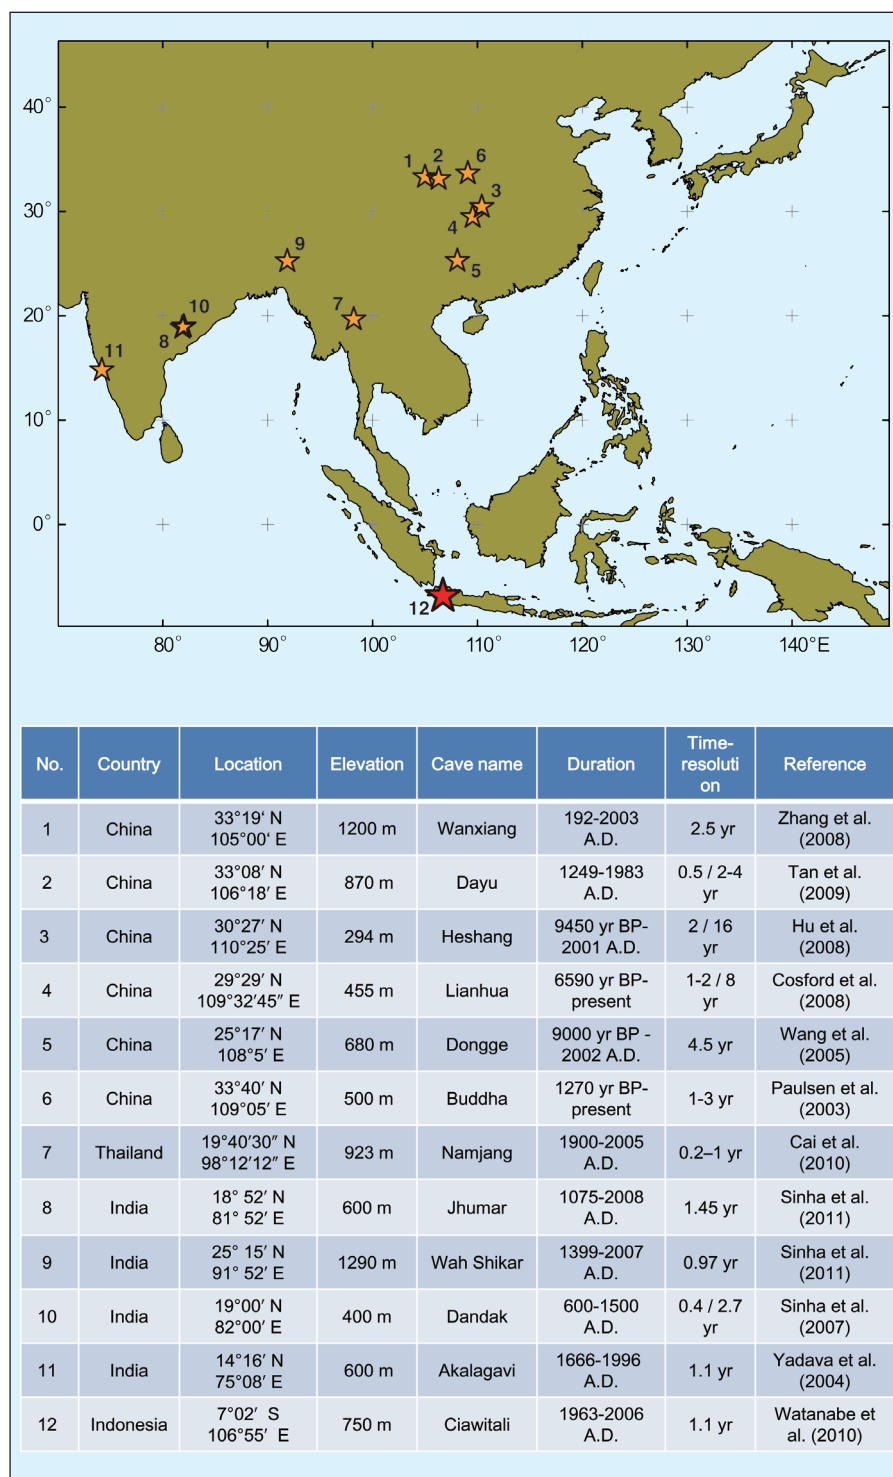 40°
30°
20°
10°
0°
1
2
6
3
4
5
9
7
10
8
11
12
80°
90°
100°
110°
120°
130°
140°E
No. Country Location Elevation Cave name Duration Time-resoluti on Reference
1 China 33°19‘ N 105°00‘ E 1200 m Wanxiang 192-2003 A.D. 2.5 yr Zhang et al. (2008)
2 China 33°08′ N 106°18′ E 870 m Dayu 1249-1983 A.D. 0.5 / 2-4 yr Tan et al. (2009)
3 China 30°27′ N 110°25′ E 294 m Heshang 9450 yr BP-2001 A.D. 2 / 16 yr Hu et al. (2008)
4 China 29°29′ N 109°32′45″ E 455 m Lianhua 6590 yr BP-present 1-2 / 8 yr Cosford et al. (2008)
5 China 25°17′ N 108°5′ E 680 m Dongge 9000 yr BP - 2002 A.D. 4.5 yr Wang et al. (2005)
6 China 33°40′ N 109°05′ E 500 m Buddha 1270 yr BP-present 1-3 yr Paulsen et al. (2003)
7 Thailand 19°40′30″ N 98°12′12″ E 923 m Namjang 1900-2005 A.D. 0.2–1 yr Cai et al. (2010)
8 India 18° 52′ N 81° 52′ E 600 m Jhumar 1075-2008 A.D. 1.45 yr Sinha et al. (2011)
9 India 25° 15′ N 91° 52′ E 1290 m Wah Shikar 1399-2007 A.D. 0.97 yr Sinha et al. (2011)
10 India 19°00′ N 82°00′ E 400 m Dandak 600-1500 A.D. 0.4 / 2.7 yr Sinha et al. (2007)
11 India 14°16′ N 75°08′ E 600 m Akalagavi 1666-1996 A.D. 1.1 yr Yadava et al. (2004)
12 Indonesia 7°02′ S 106°55′ E 750 m Ciawitali 1963-2006 A.D. 1.1 yr Watanabe et al. (2010)